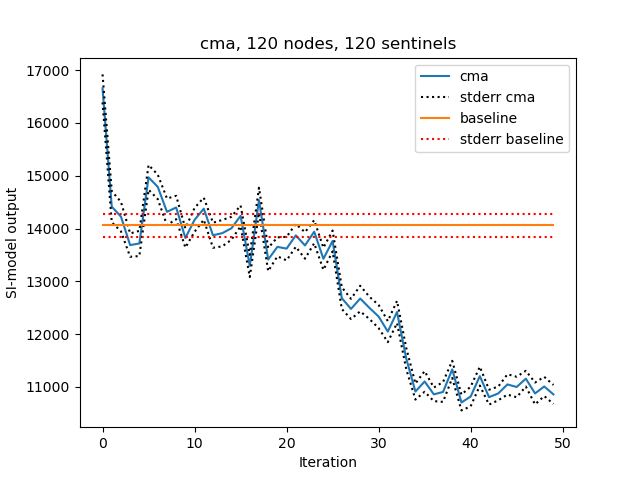 cma, 120 nodes, 120 sentinels
17000
16000
15000
14000
13000
12000
11000
SI-model output
cma
stderr cma
baseline
stderr baseline
0
10
20
30
40
50
Iteration